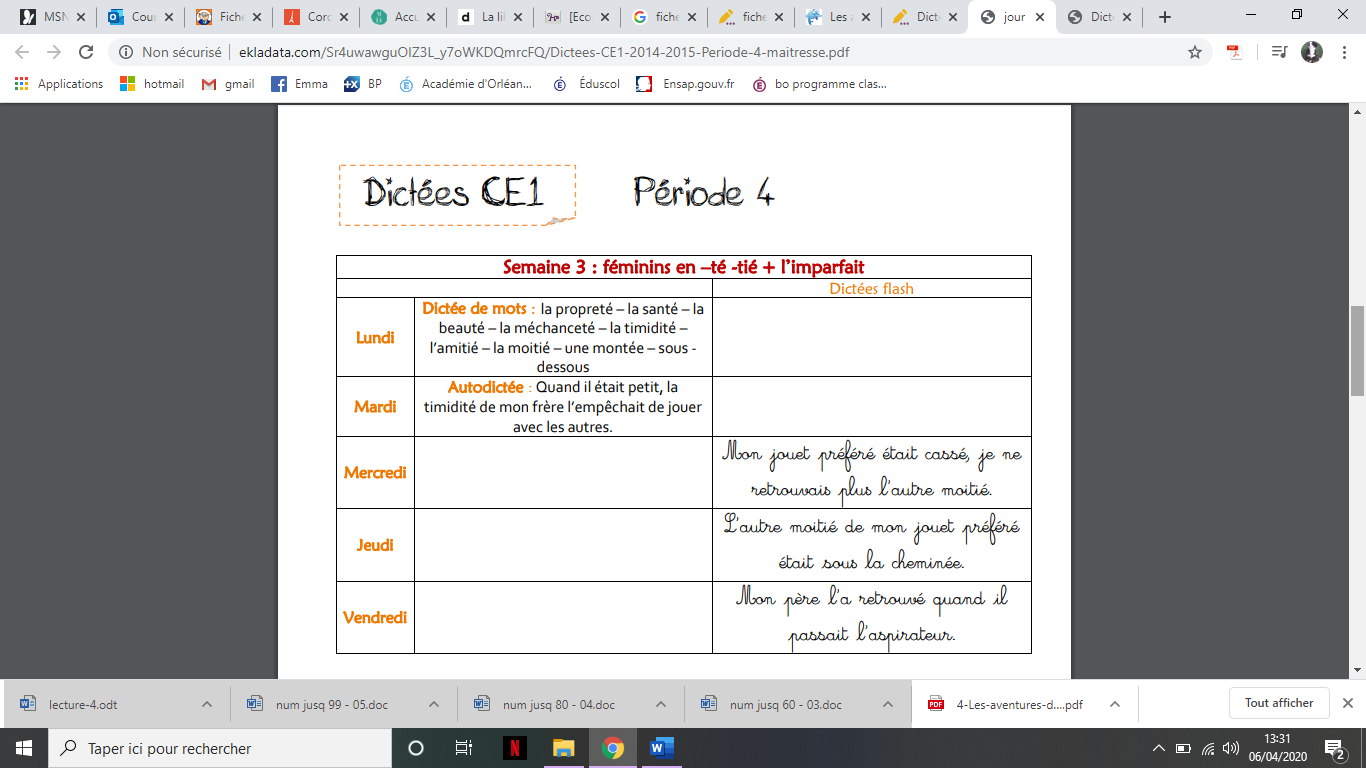 MSN
Cour
Fiche
Corc
Accu
La lil
[Eco
fiche
fiche
Les a
Dicte
jour
Dict
Non sécurisé
ekladata.com/Sr4uwawguOIZ3L_y7oWKDQmrcFQ/Dictees-CE1-2014-2015-Periode-4-maitresse.pdf
Applications
hotmail
gmail
Emma
BP
Académie d'Orléan...
Éduscol
Ensap.gouv.fr
bo programme clas...
Dictées CE1
Période 4
Semaine 3 : féminins en –té -tié + l'imparfait
Dictées flash
Lundi
Dictée de mots : la propreté – la santé – la
beauté – la méchanceté – la timidité –
l'amitié – la moitié – une montée – sous -
dessous
Mardi
Autodictée : Quand il était petit, la
timidité de mon frère l'empêchait de jouer
avec les autres.
Mercredi
Mon jouet préféré était cassé, je ne
retrouvais plus l'autre moitié.
Jeudi
L'autre moitié de mon jouet préféré
était sous la cheminée.
Vendredi
Mon père l'a retrouvé quand il
passait l'aspirateur.
lecture-4.odt
num jusq 99 - 05.doc
num jusq 80 - 04.doc
num jusq 60 - 03.doc
4-Les-aventures-d....pdf
Tout afficher
Taper ici pour rechercher
13:31
06/04/2020
2